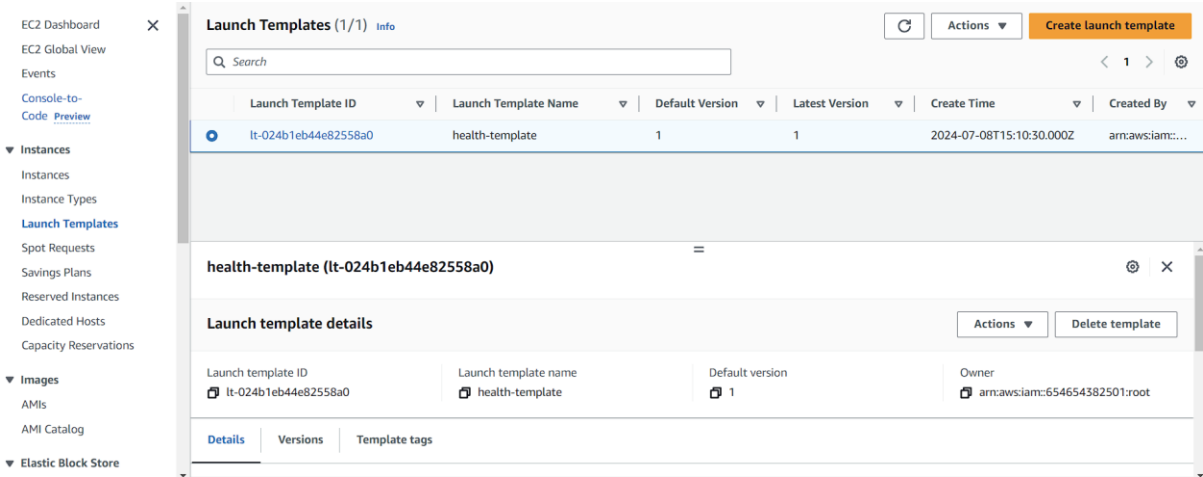 EC2 Dashboard
EC2 Global View
Events
Console-to-
Code Preview
Instances
Instances
Instance Types
Launch Templates
Spot Requests
Savings Plans
Reserved Instances
Dedicated Hosts
Capacity Reservations
Images
AMIs
AMI Catalog
Elastic Block Store
Launch Templates (1/1) Info
Actions
Create launch template
Search
1
Launch Template ID Launch Template Name Default Version Latest Version Create Time Created By
lt-024b1eb44e82558a0 health-template 1 1 2024-07-08T15:10:30.000Z arn:aws:iam::...
health-template (lt-024b1eb44e82558a0)
Launch template details
Actions
Delete template
Launch template ID Launch template name Default version Owner
lt-024b1eb44e82558a0 health-template 1 arn:aws:iam::654654382501:root
Details Versions Template tags